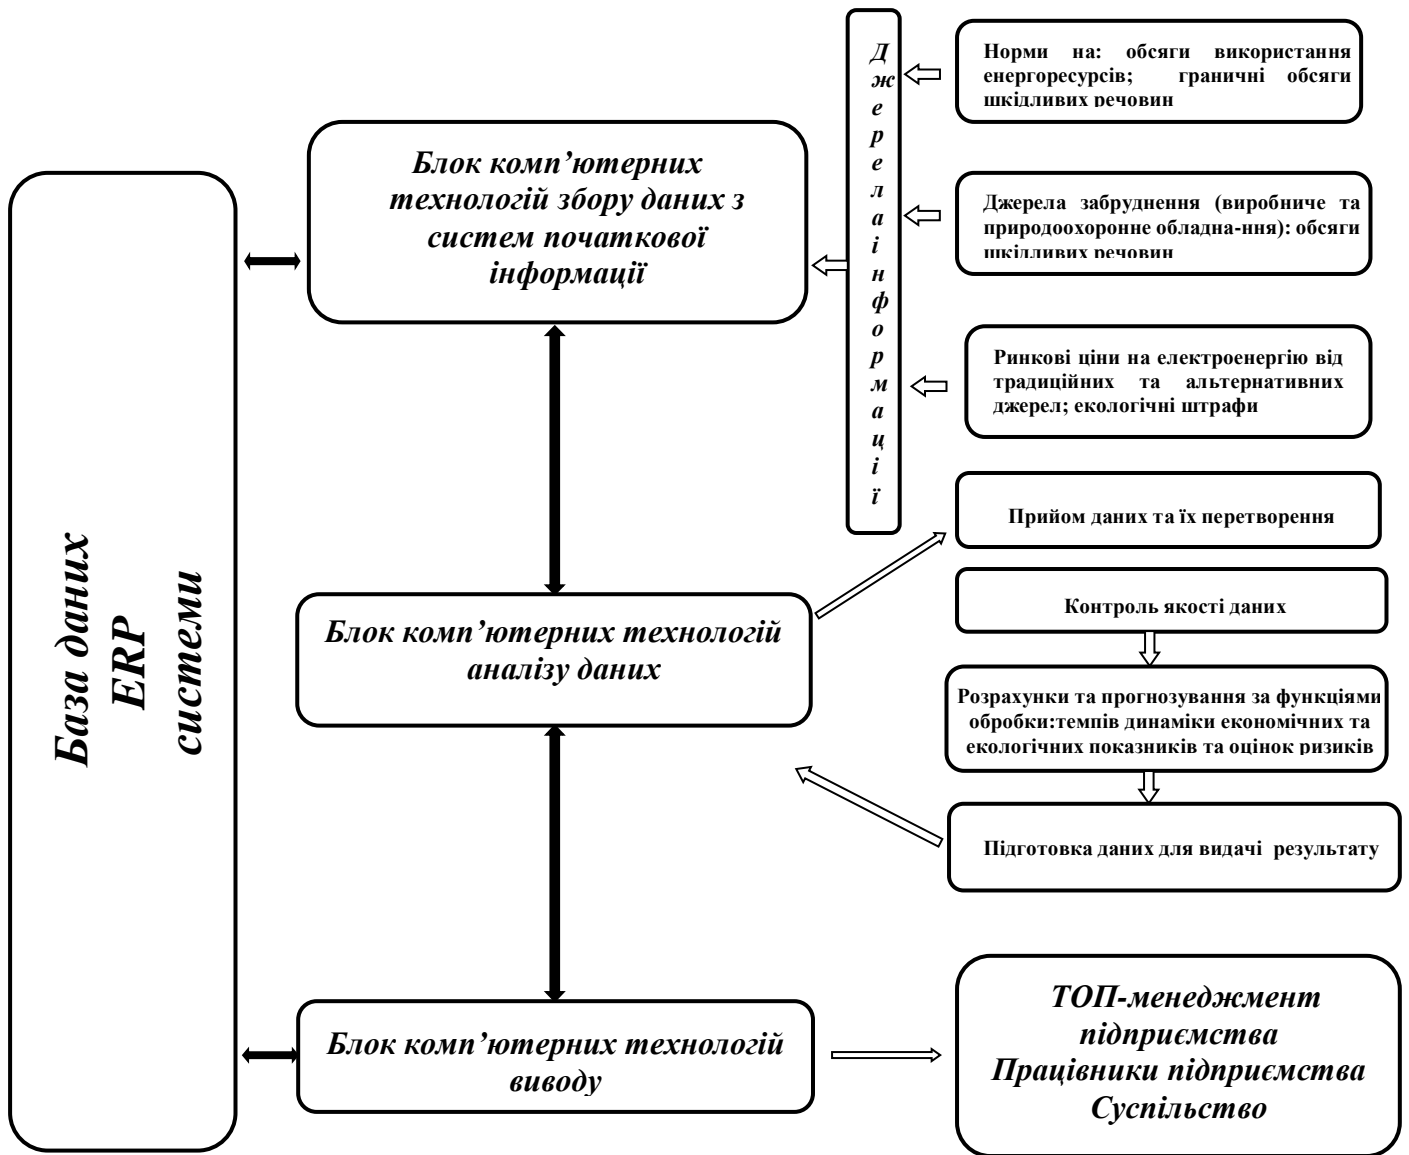 База даних
ERP
системи
Блок комп’ютерних
технологій збору даних з
систем початкової
інформації
Джерела інформації
Норми на: обсяги використання
енергоресурсів; граничні обсяги
шкідливих речовин
Джерела забруднення (виробниче та
природоохоронне обладна-ння): обсяги
шкідливих речовин
Ринкові ціни на електроенергію від
традиційних та альтернативних
джерел; екологічні штрафи
Прийом даних та їх перетворення
Контроль якості даних
Блок комп’ютерних технологій
аналізу даних
Розрахунки та прогнозування за функціями
обробки:темпів динаміки економічних та
екологічних показників та оцінок ризиків
Підготовка даних для видачі результату
Блок комп’ютерних технологій
виводу
ТОП-менеджмент
підприємства
Працівники підприємства
Суспільство